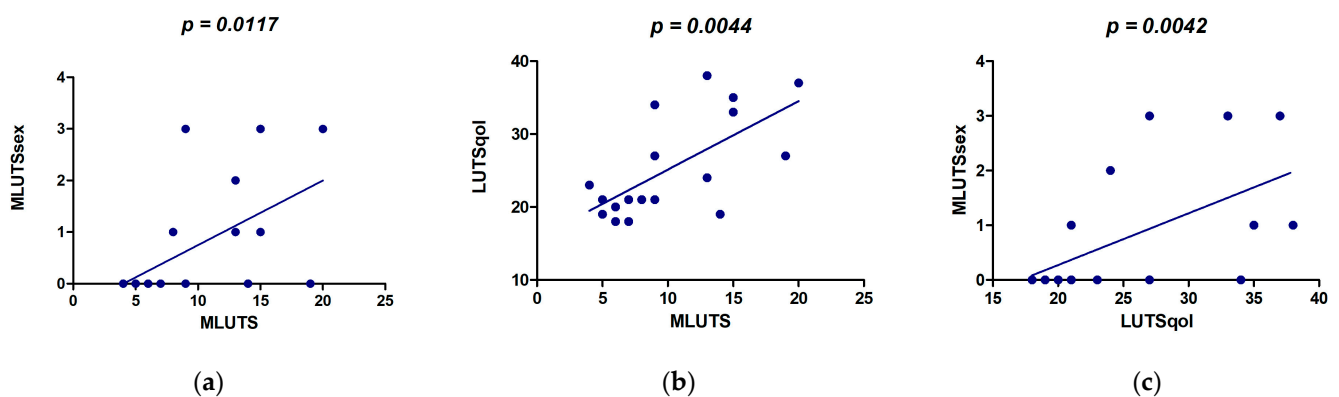 p = 0.0117
4
3
2
1
0
0 5 10 15 20 25
MLUTSsex
MLUTS
(a)
p = 0.0044
40
30
20
10
0 5 10 15 20 25
LUTSqol
MLUTS
(b)
p = 0.0042
4
3
2
1
0
15 20 25 30 35 40
MLUTSsex
LUTSqol
(c)